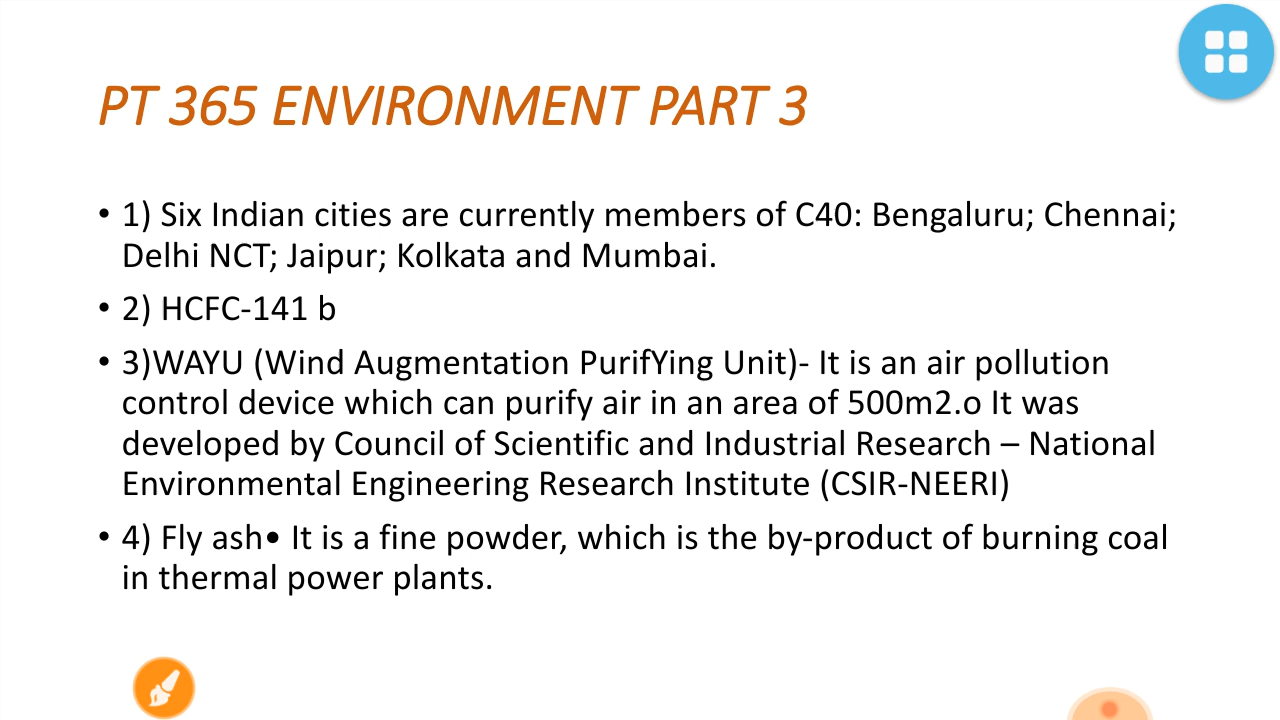 PT 365 ENVIRONMENT PART 3
• 1) Six Indian cities are currently members of C40: Bengaluru; Chennai;
Delhi NCT; Jaipur; Kolkata and Mumbai.
• 2) HCFC-141 b
• 3)WAYU (Wind Augmentation PurifYing Unit)- It is an air pollution
control device which can purify air in an area of 500m2.o It was
developed by Council of Scientific and Industrial Research – National
Environmental Engineering Research Institute (CSIR-NEERI)
• 4) Fly ash• It is a fine powder, which is the by-product of burning coal
in thermal power plants.